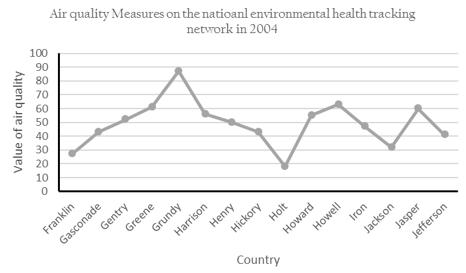 Air quality Measures on the natioanl environmental health tracking
network in 2004
Value of air quality
100
90
80
70
60
50
40
30
20
10
0
Franklin
Gasconade
Gentry
Greene
Grundy
Harrison
Henry
Hickory
Holt
Howard
Howell
Iron
Jackson
Jasper
Jefferson
Country